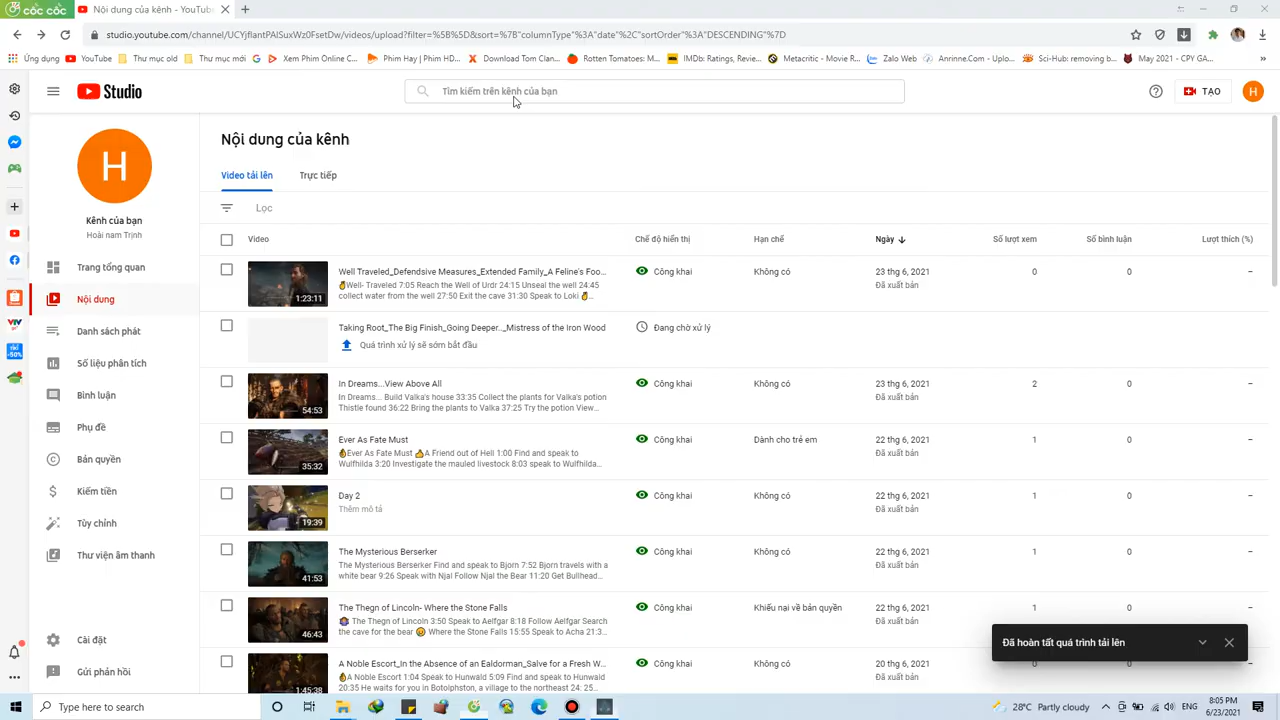 cốc cốc
Nội dung của kênh - YouTube
studio.youtube.com/channel/UCYjflantPAlSuxWz0FsetDw/videos/upload?filter=%5B%5D&sort=%7B"columnType"%3A"date"%2C"sortOrder"%3A"DESCENDING"%7D
Ứng dụng
YouTube
Thư mục old
Thư mục mới
Xem Phim Online C...
Phim Hay | Phim HD...
Download Tom Clan...
Rotten Tomatoes: M...
IMDb: Ratings, Revie...
Metacritic - Movie R...
Zalo Web
Anrinne.Com - Uplo...
Sci-Hub: removing b...
May 2021 - CPY GA...
Studio
Tìm kiếm trên kênh của bạn
TẠO
H
H
Kênh của bạn
Hoài nam Trịnh
Trang tổng quan
Nội dung
Danh sách phát
Số liệu phân tích
Bình luận
Phụ đề
Bản quyền
Kiếm tiền
Tùy chỉnh
Thư viện âm thanh
Cài đặt
Gửi phản hồi
Nội dung của kênh
Video tải lên
Trực tiếp
Lọc
Video
Chế độ hiển thị
Hạn chế
Ngày
Số lượt xem
Số bình luận
Lượt thích (%)
Well Traveled_Defendsive Measures_Extended Family_A Feline's Foo...
Well- Traveled 7:05 Reach the Well of Urdr 24:15 Unseal the well 24:45
collect water from the well 27:50 Exit the cave 31:30 Speak to Loki ...
1:23:11
Công khai
Không có
23 thg 6, 2021
Đã xuất bản
0
0
–
Taking Root_The Big Finish_Going Deeper..._Mistress of the Iron Wood
Quá trình xử lý sẽ sớm bắt đầu
Đang chờ xử lý
In Dreams...View Above All
In Dreams... Build Valka's house 33:35 Collect the plants for Valka's potion
Thistle found 36:22 Bring the plants to Valka 37:25 Try the potion View...
54:53
Công khai
Không có
23 thg 6, 2021
Đã xuất bản
2
0
–
Ever As Fate Must
Ever As Fate Must A Friend out of Hell 1:00 Find and speak to
Wulfhilda 3:20 Investigate the mauled livestock 8:03 speak to Wulfhilda...
35:32
Công khai
Dành cho trẻ em
22 thg 6, 2021
Đã xuất bản
1
0
–
Day 2
Thêm mô tả
19:39
Công khai
Không có
22 thg 6, 2021
Đã xuất bản
1
0
–
The Mysterious Berserker
The Mysterious Berserker Find and speak to Bjorn 7:52 Bjorn travels with a
white bear 9:26 Speak with Njal Follow Njal the Bear 11:20 Get Bullhead...
41:53
Công khai
Không có
22 thg 6, 2021
Đã xuất bản
1
0
–
The Thegn of Lincoln- Where the Stone Falls
The Thegn of Lincoln 3:50 Speak to Aelfgar 8:18 Follow Aelfgar Search
the cave for the bear Where the Stone Falls 15:55 Speak to Acha 21:3...
46:43
Công khai
Khiếu nại về bản quyền
22 thg 6, 2021
Đã xuất bản
1
0
–
A Noble Escort_In the Absence of an Ealdorman_Salve for a Fresh W...
A Noble Escort 1:04 Speak to Hunwald 5:09 Find and speak to Hunwald
20:35 He waits for you in Botolphston, a village to the northeast 24: 25...
1:45:38
Công khai
Không có
20 thg 6, 2021
Đã xuất bản
Đã hoàn tất quá trình tải lên
Type here to search
28°C Partly cloudy
8:05 PM
6/23/2021